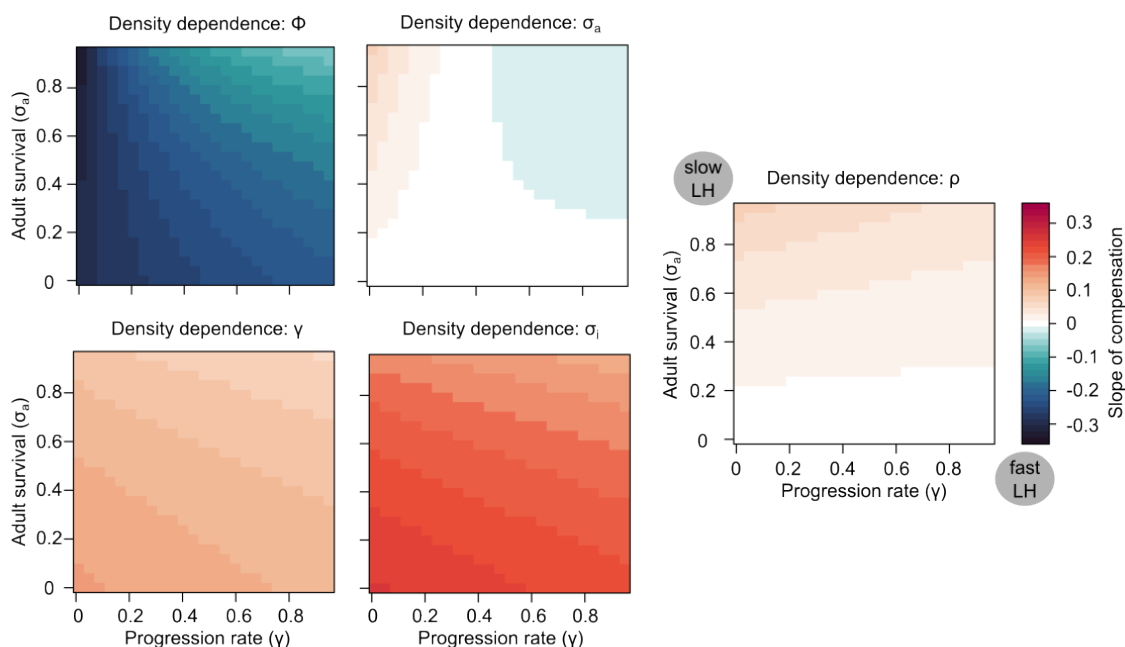 Density dependence: Φ
Density dependence: σa
Adult survival (σa)
0.8
0.6
0.4
0.2
0
Density dependence: γ
Density dependence: σi
Adult survival (σa)
0.8
0.6
0.4
0.2
0
0 0.2 0.4 0.6 0.8
Progression rate (γ)
0 0.2 0.4 0.6 0.8
Progression rate (γ)
slow
LH
Density dependence: ρ
Adult survival (σa)
0.8
0.6
0.4
0.2
0
0 0.2 0.4 0.6 0.8
Progression rate (γ)
0.3
0.2
0.1
0
-0.1
-0.2
-0.3
Slope of compensation
fast
LH